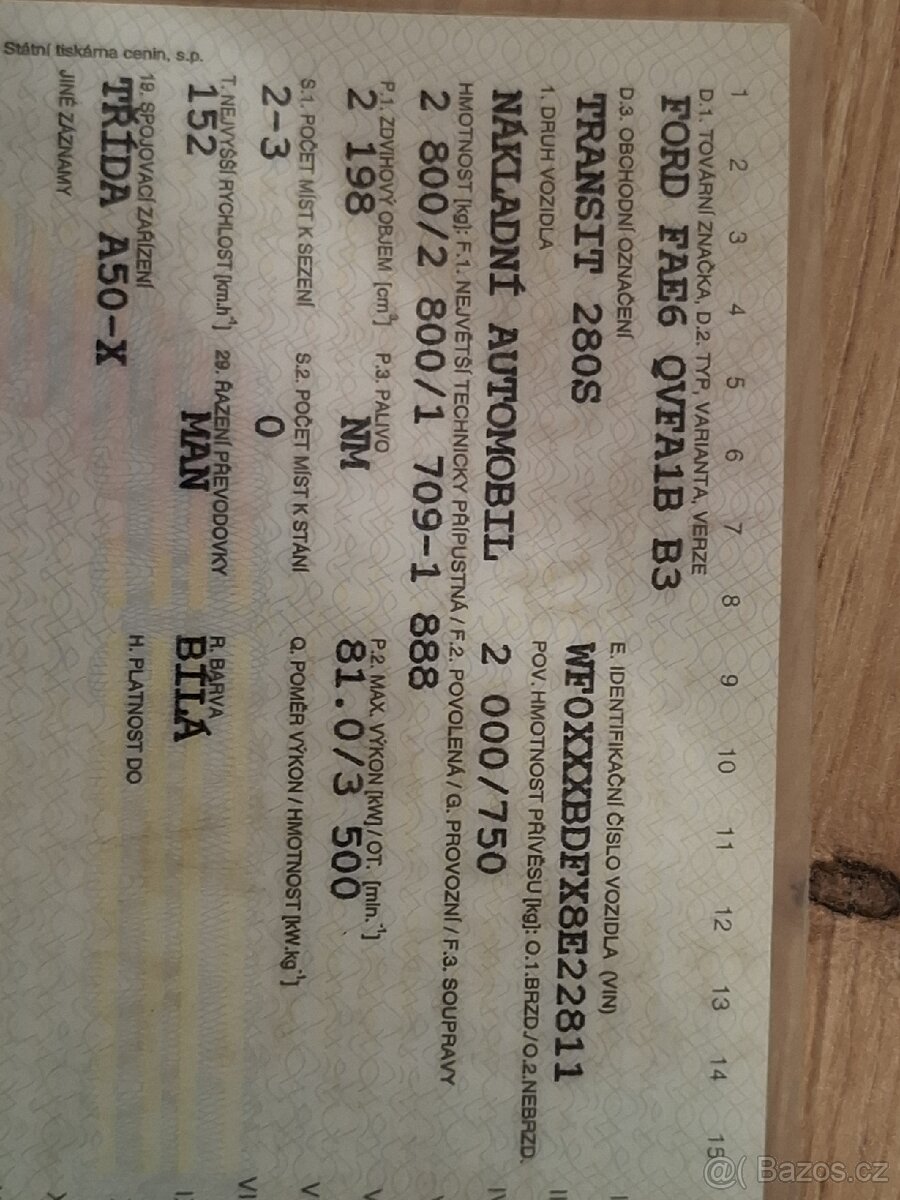 1 2 3 4 5 6 7 8 9 10 11 12 13 14 15
D.1. TOVÁRNÍ ZNAČKA, D.2. TYP, VARIANTA, VERZE
FORD FAE6 QVFA1B B3
D.3. OBCHODNÍ OZNAČENÍ E. IDENTIFIKAČNÍ ČÍSLO VOZIDLA (VIN)
TRANSIT 280S WF0XXXBDFX8E22811
1. DRUH VOZIDLA POV. HMOTNOST PŘÍVĚSU [kg]: O.1.BRZD./O.2.NEBRZD.
NÁKLADNÍ AUTOMOBIL 2 000/750
HMOTNOST [kg]: F.1. NEJVĚTŠÍ TECHNICKY PŘÍPUSTNÁ / F.2. POVOLENÁ / G. PROVOZNÍ / F.3. SOUPRAVY
2 800/2 800/1 709-1 888
P.1. ZDVIHOVÝ OBJEM [cm³] P.3. PALIVO P.2. MAX. VÝKON [kW] / OT. [min.⁻¹]
2 198 NM 81.0/3 500
S.1. POČET MÍST K SEZENÍ S.2. POČET MÍST K STÁNÍ Q. POMĚR VÝKON / HMOTNOST [kW.kg⁻¹]
2-3 0
T. NEJVYŠŠÍ RYCHLOST [km.h⁻¹] 29. ŘAZENÍ PŘEVODOVKY R. BARVA
152 MAN BÍLÁ
19. SPOJOVACÍ ZAŘÍZENÍ H. PLATNOST DO
TŘÍDA A50-X
JINÉ ZÁZNAMY
Státní tiskárna cenin, s.p.
@( Bazos.cz